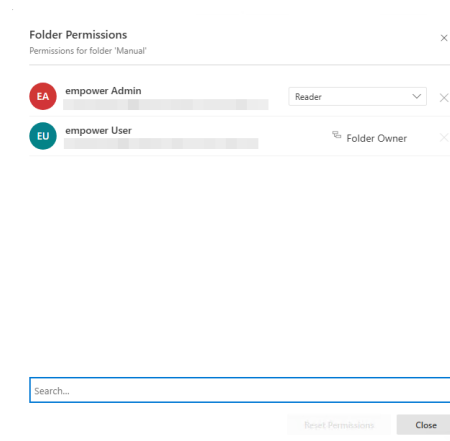 Folder Permissions
Permissions for folder 'Manual'
EA
empower Admin
Reader
EU
empower User
Folder Owner
Search...
Reset Permissions
Close